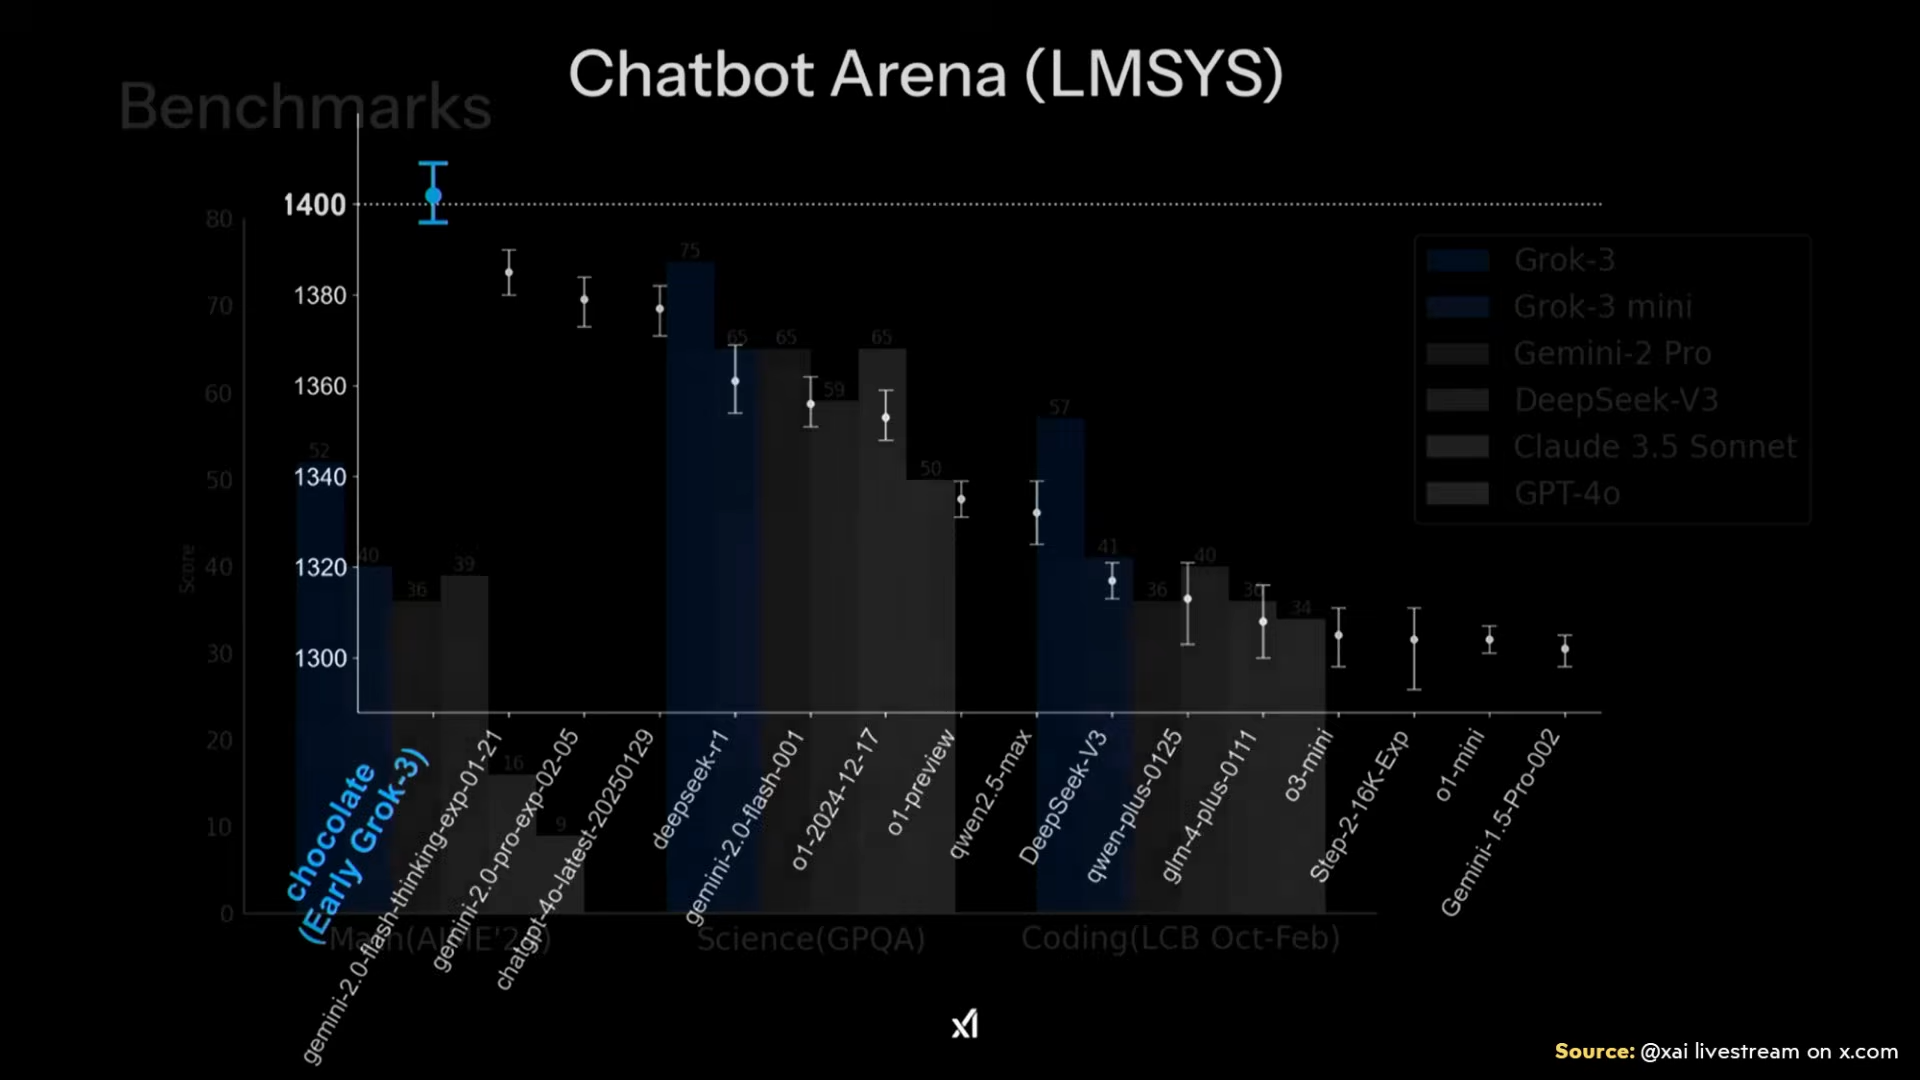 Chatbot Arena (LMSYS)
Benchmarks
1400
1380
1360
1340
1320
1300
chocolate
(Early Grok-3)
gemini-2.0-flash-thinking-exp-01-21
gemini-2.0-pro-exp-02-05
chatgpt-4o-latest-20250129
deepseek-r1
gemini-2.0-flash-001
o1-2024-12-17
o1-preview
qwen2.5-max
DeepSeek-V3
qwen-plus-0125
glm-4-plus-0111
o3-mini
Step-2-16K-Exp
o1-mini
Gemini-1.5-Pro-002
80
70
60
50
40
30
20
10
0
Score
52
40
36
39
16
9
75
65
65
59
65
50
57
41
36
40
36
34
Science(GPQA)
Coding(LCB Oct-Feb)
Grok-3
Grok-3 mini
Gemini-2 Pro
DeepSeek-V3
Claude 3.5 Sonnet
GPT-4o
xI
Source: @xai livestream on x.com